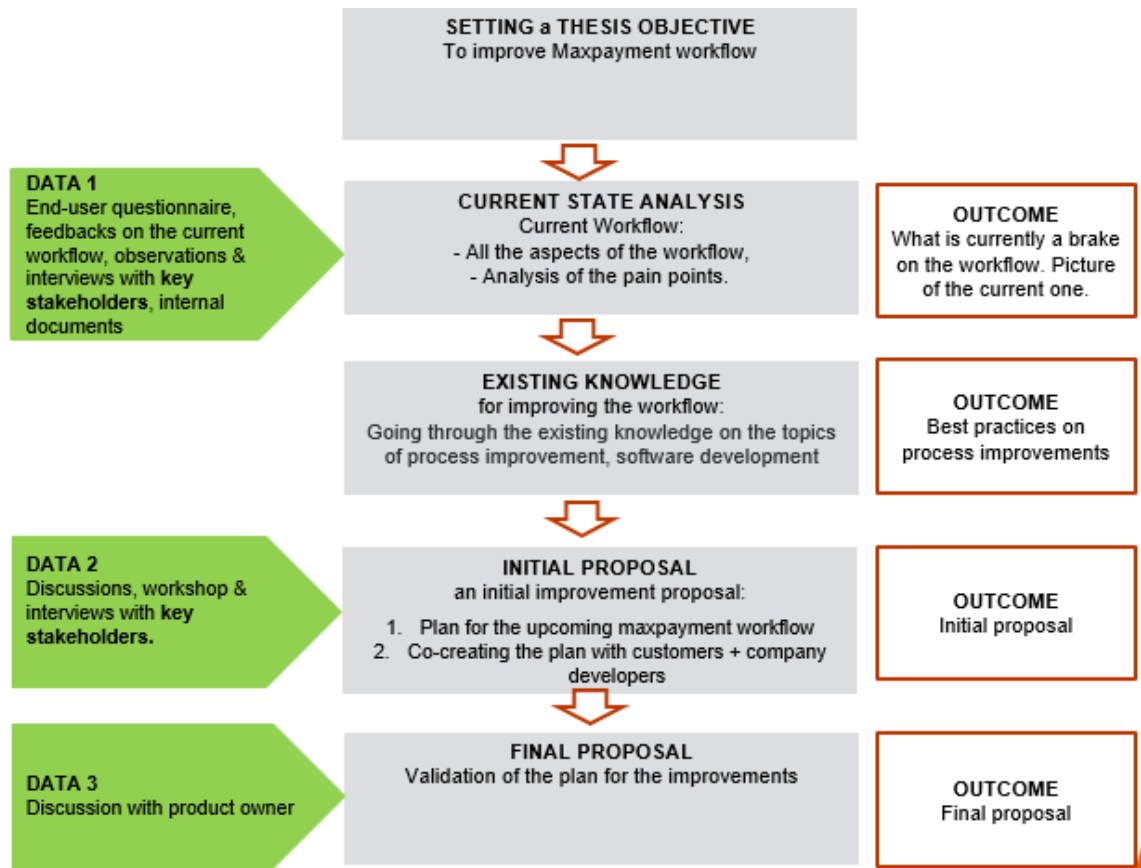 SETTING a THESIS OBJECTIVE
To improve Maxpayment workflow
DATA 1
End-user questionnaire,
feedbacks on the current
workflow, observations &
interviews with key
stakeholders, internal
documents
CURRENT STATE ANALYSIS
Current Workflow:
- All the aspects of the workflow,
- Analysis of the pain points.
OUTCOME
What is currently a brake
on the workflow. Picture
of the current one.
EXISTING KNOWLEDGE
for improving the workflow:
Going through the existing knowledge on the topics
of process improvement, software development
OUTCOME
Best practices on
process improvements
DATA 2
Discussions, workshop &
interviews with key
stakeholders.
INITIAL PROPOSAL
an initial improvement proposal:
1. Plan for the upcoming maxpayment workflow
2. Co-creating the plan with customers + company
developers
OUTCOME
Initial proposal
DATA 3
Discussion with product owner
FINAL PROPOSAL
Validation of the plan for the improvements
OUTCOME
Final proposal